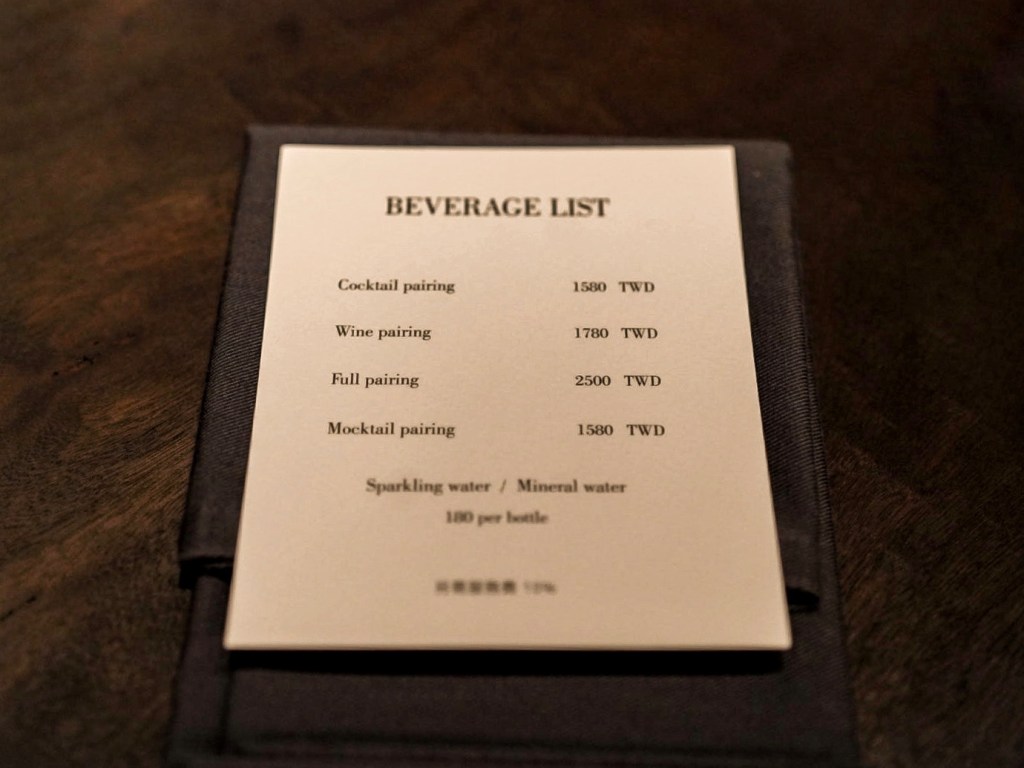 BEVERAGE LIST
Cocktail pairing 1580 TWD
Wine pairing 1780 TWD
Full pairing 2500 TWD
Mocktail pairing 1580 TWD
Sparkling water / Mineral water
180 per bottle